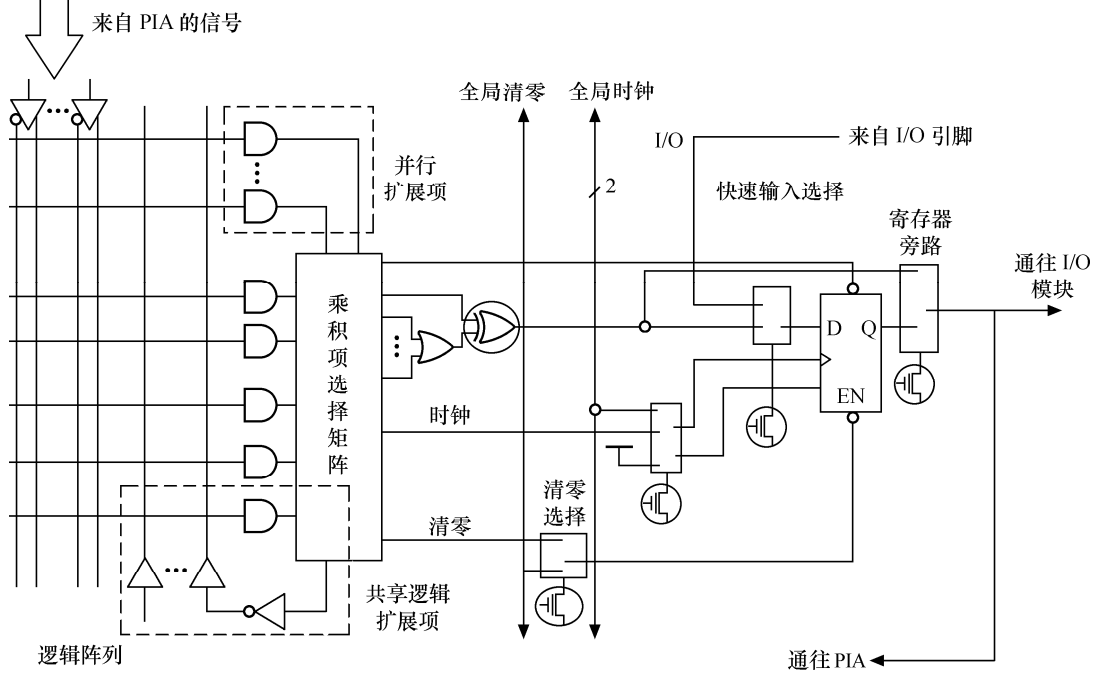 来自 PIA 的信号
全局清零
全局时钟
I/O
来自 I/O 引脚
并行
扩展项
2
快速输入选择
寄存器
旁路
通往 I/O
模块
乘
积
项
选
择
矩
阵
D
Q
EN
时钟
清零
选择
清零
共享逻辑
扩展项
逻辑阵列
通往 PIA